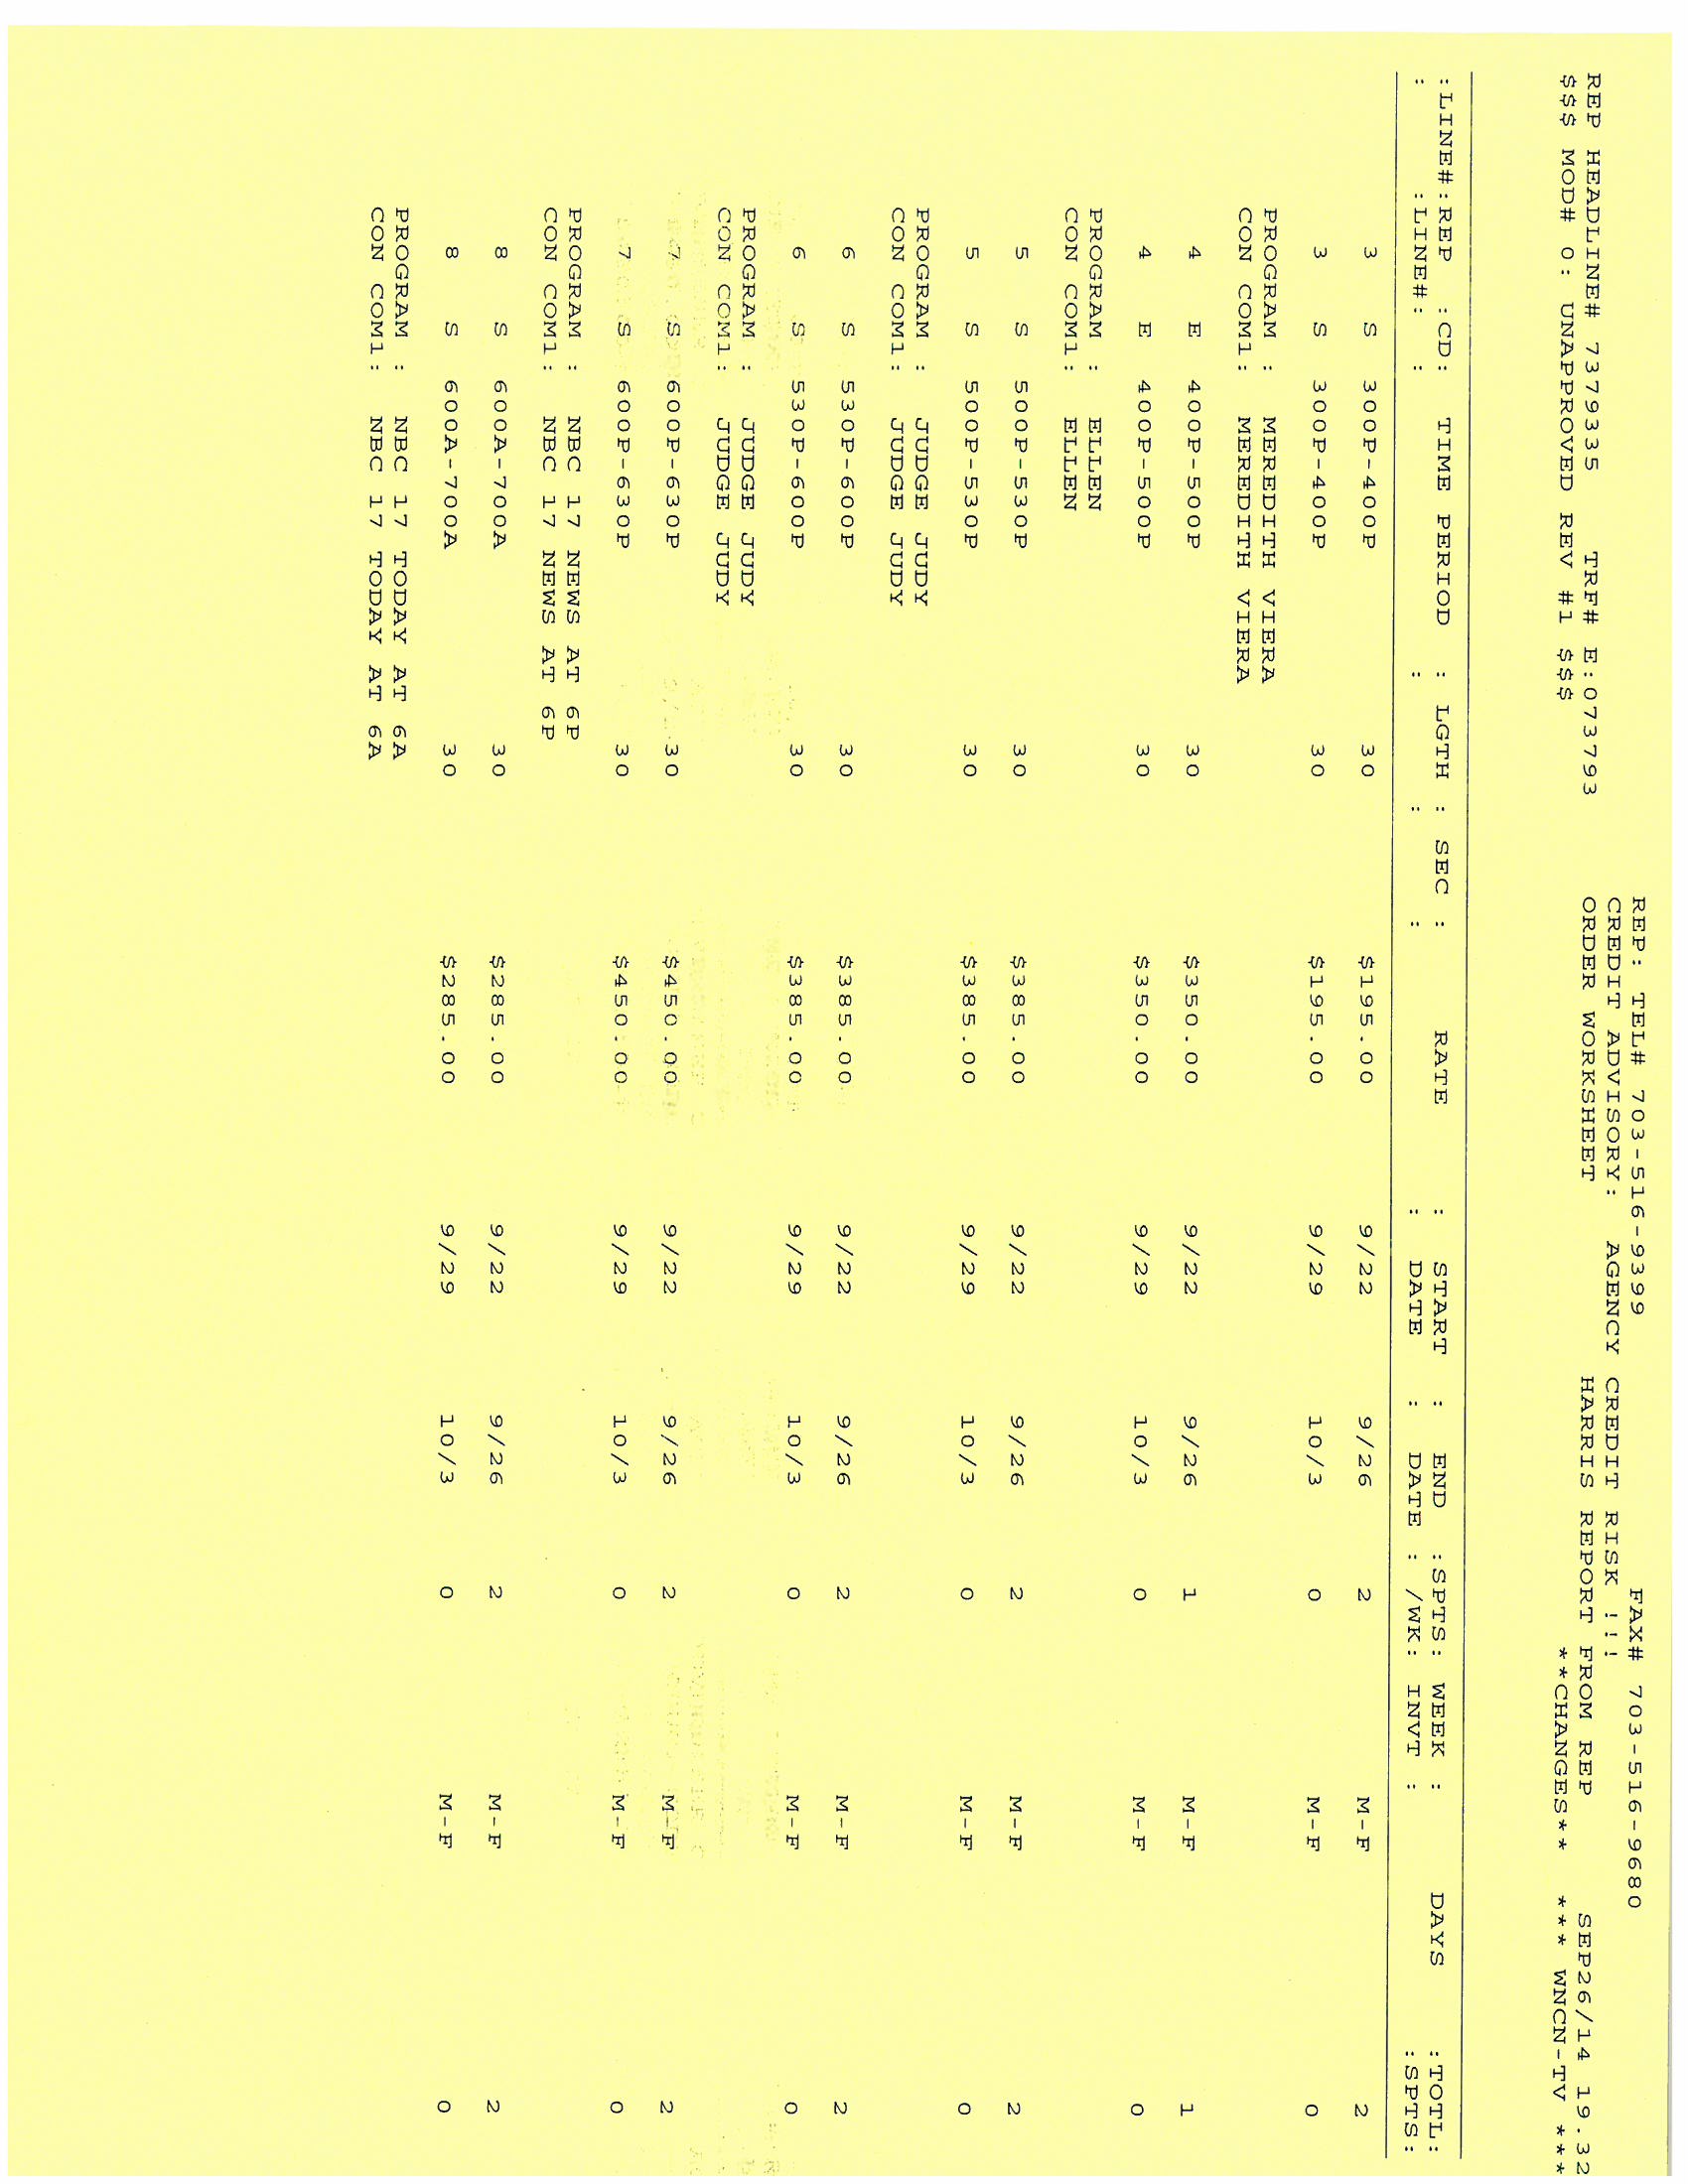 REP: TEL# 703-516-9399 FAX# 703-516-9680
CREDIT ADVISORY: AGENCY CREDIT RISK !!!
REP HEADLINE# 7379335 TRF# E:073793 ORDER WORKSHEET HARRIS REPORT FROM REP SEP26/14 19.32
$$$ MOD# 0: UNAPPROVED REV #1 $$$ **CHANGES** *** WNCN-TV ***
:LINE#:REP :CD: TIME PERIOD : LGTH : SEC : RATE : START : END :SPTS: WEEK : DAYS :TOTL:
: :LINE#: : : : : : DATE : DATE : /WK: INVT : :SPTS:
3 S 300P-400P 30 $195.00 9/22 9/26 2 M-F 2
3 S 300P-400P 30 $195.00 9/29 10/3 0 M-F 0
PROGRAM : MEREDITH VIERA
CON COM1: MEREDITH VIERA
4 E 400P-500P 30 $350.00 9/22 9/26 1 M-F 1
4 E 400P-500P 30 $350.00 9/29 10/3 0 M-F 0
PROGRAM : ELLEN
CON COM1: ELLEN
5 S 500P-530P 30 $385.00 9/22 9/26 2 M-F 2
5 S 500P-530P 30 $385.00 9/29 10/3 0 M-F 0
PROGRAM : JUDGE JUDY
CON COM1: JUDGE JUDY
6 S 530P-600P 30 $385.00 9/22 9/26 2 M-F 2
6 S 530P-600P 30 $385.00 9/29 10/3 0 M-F 0
PROGRAM : JUDGE JUDY
CON COM1: JUDGE JUDY
7 S 600P-630P 30 $450.00 9/22 9/26 2 M-F 2
7 S 600P-630P 30 $450.00 9/29 10/3 0 M-F 0
PROGRAM : NBC 17 NEWS AT 6P
CON COM1: NBC 17 NEWS AT 6P
8 S 600A-700A 30 $285.00 9/22 9/26 2 M-F 2
8 S 600A-700A 30 $285.00 9/29 10/3 0 M-F 0
PROGRAM : NBC 17 TODAY AT 6A
CON COM1: NBC 17 TODAY AT 6A